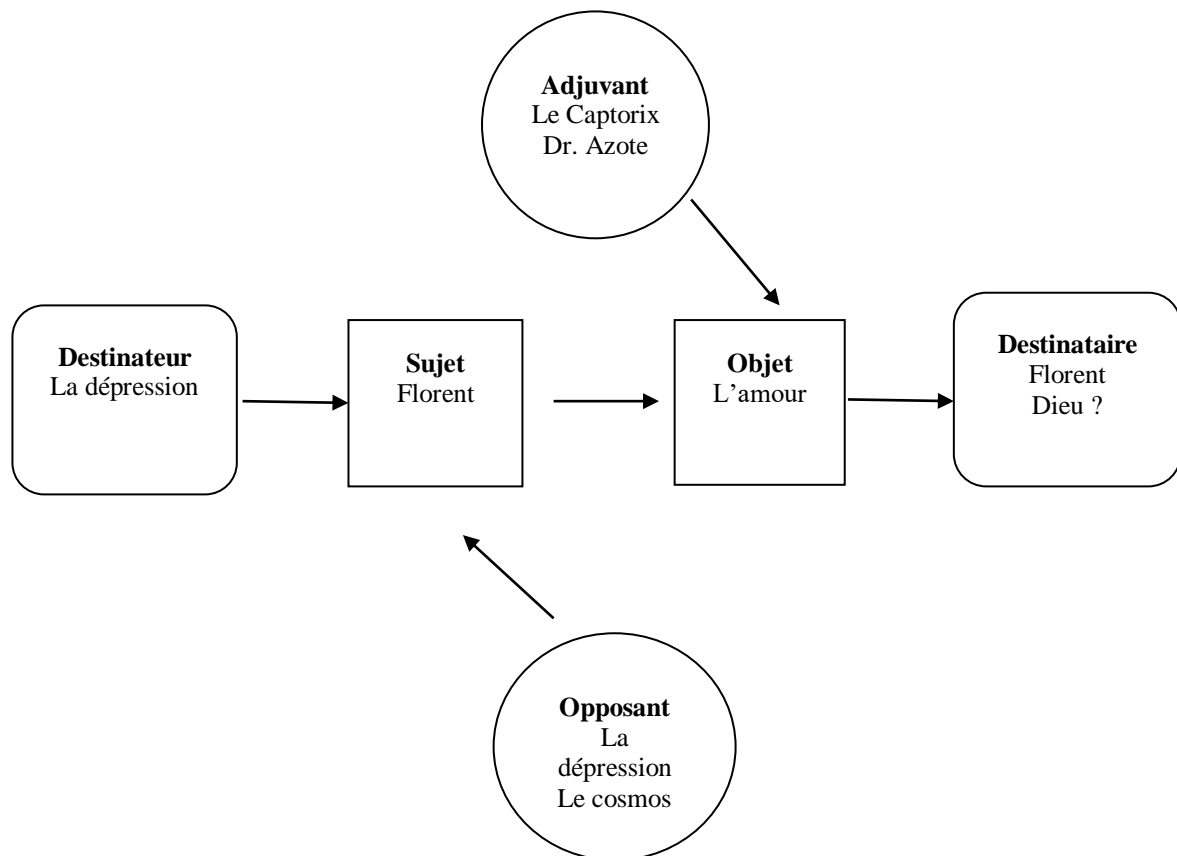 Adjuvant
Le Captorix
Dr. Azote
Destinateur
La dépression
Sujet
Florent
Objet
L’amour
Destinataire
Florent
Dieu ?
Opposant
La
dépression
Le cosmos